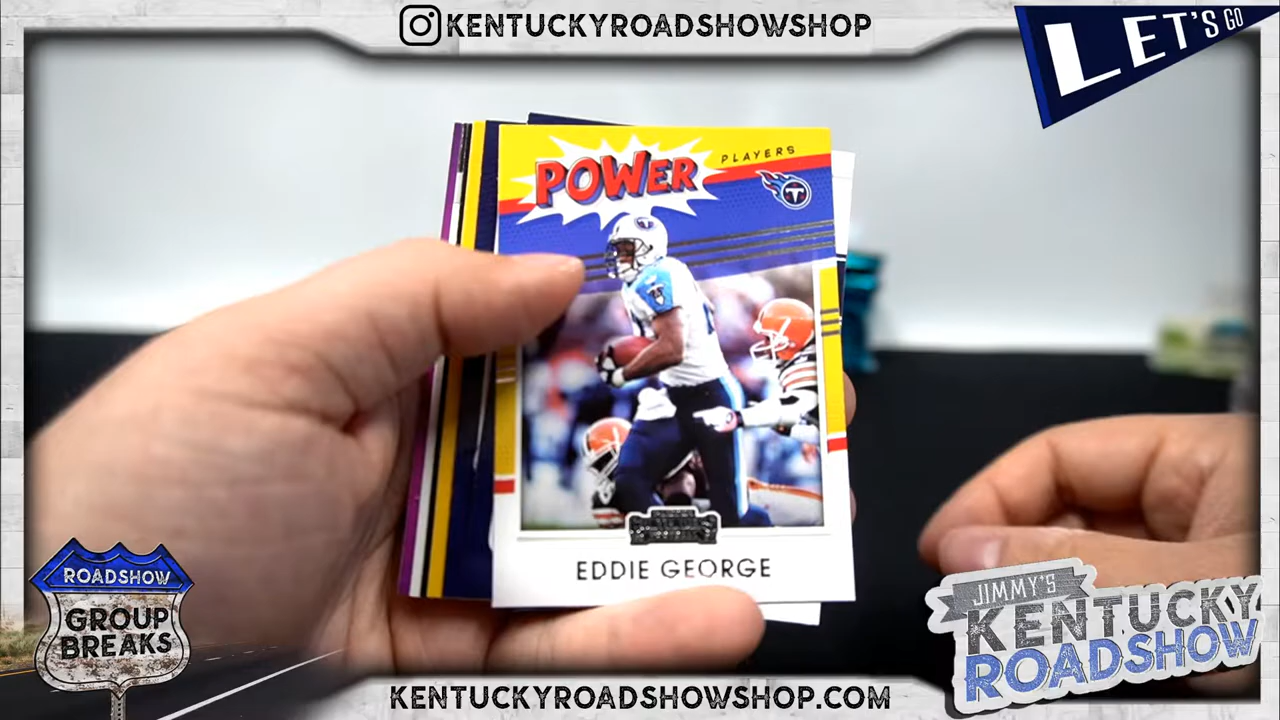 KENTUCKYROADSHOWSHOP
LET'S GO
POWER
PLAYERS
T
EDDIE GEORGE
ROADSHOW
GROUP
BREAKS
JIMMY'S
KENTUCKY
ROADSHOW
KENTUCKYROADSHOWSHOP.COM